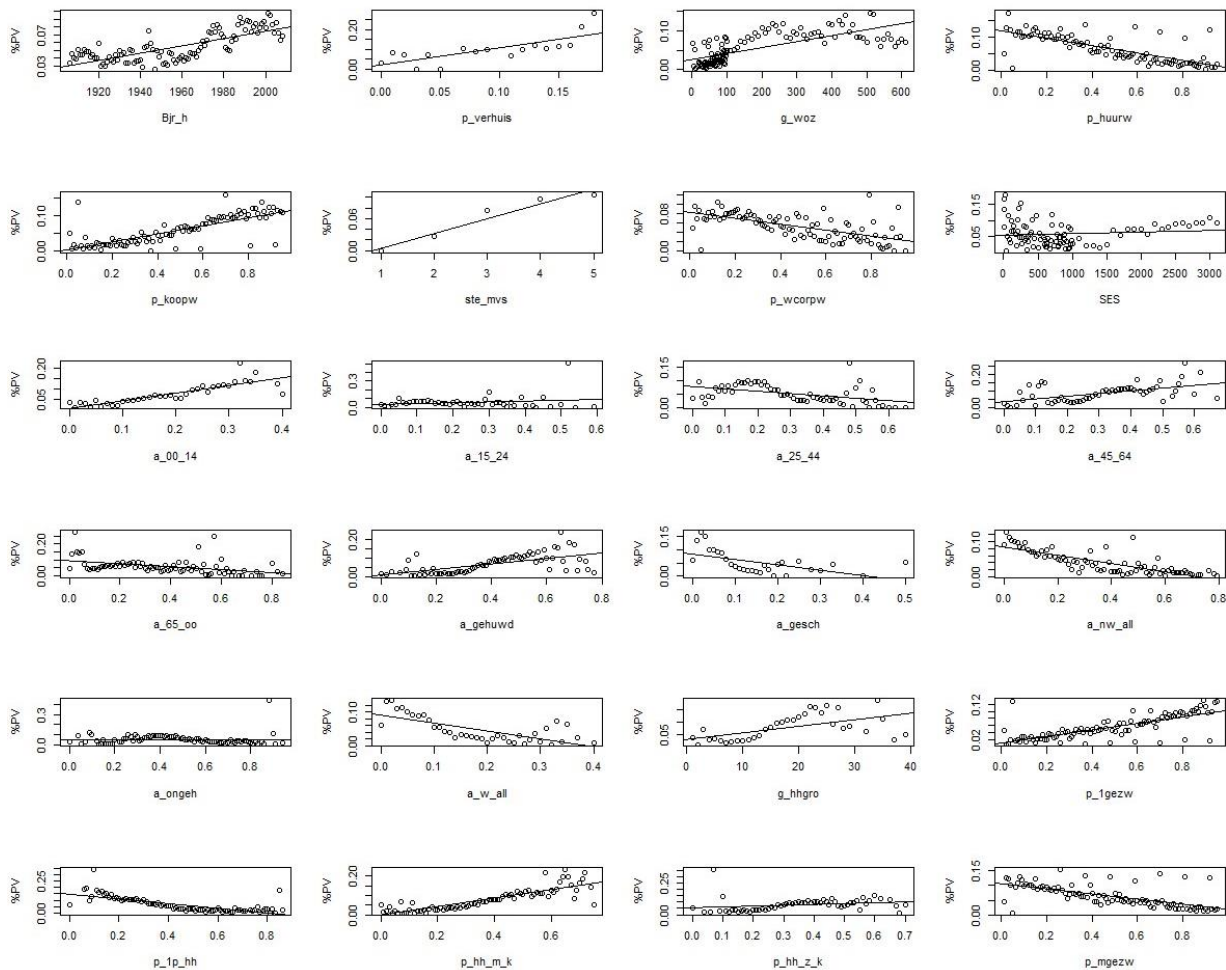 %PV %PV %PV %PV
0.03 0.07 0.00 0.20 0.00 0.10 0.00 0.10
1920 1940 1960 1980 2000 0.00 0.05 0.10 0.15 0 100 200 300 400 500 600 0.0 0.2 0.4 0.6 0.8
Bjr_h p_verhuis g_woz p_huurw
%PV %PV %PV %PV
0.00 0.10 0.00 0.06 0.00 0.08 0.05 0.15
0.0 0.2 0.4 0.6 0.8 1 2 3 4 5 0.0 0.2 0.4 0.6 0.8 0 500 1000 1500 2000 2500 3000
p_koopw ste_mvs p_wcorpw SES
%PV %PV %PV %PV
0.05 0.20 0.0 0.3 0.00 0.15 0.00 0.20
0.0 0.1 0.2 0.3 0.4 0.0 0.1 0.2 0.3 0.4 0.5 0.6 0.0 0.1 0.2 0.3 0.4 0.5 0.6 0.0 0.1 0.2 0.3 0.4 0.5 0.6
a_00_14 a_15_24 a_25_44 a_45_64
%PV %PV %PV %PV
0.00 0.20 0.00 0.20 0.00 0.15 0.00 0.15
0.0 0.2 0.4 0.6 0.8 0.0 0.2 0.4 0.6 0.8 0.0 0.1 0.2 0.3 0.4 0.5 0.0 0.2 0.4 0.6 0.8
a_65_oo a_gehuwd a_gesch a_nw_all
%PV %PV %PV %PV
0.0 0.3 0.00 0.10 0.05 0.02 0.12
0.0 0.2 0.4 0.6 0.8 0.0 0.1 0.2 0.3 0.4 0 10 20 30 40 0.0 0.2 0.4 0.6 0.8
a_ongeh a_w_all g_hhgro p_1gezw
%PV %PV %PV %PV
0.00 0.25 0.00 0.20 0.00 0.25 0.00 0.15
0.0 0.2 0.4 0.6 0.8 0.0 0.2 0.4 0.6 0.0 0.1 0.2 0.3 0.4 0.5 0.6 0.7 0.0 0.2 0.4 0.6 0.8
p_1p_hh p_hh_m_k p_hh_z_k p_mgezw